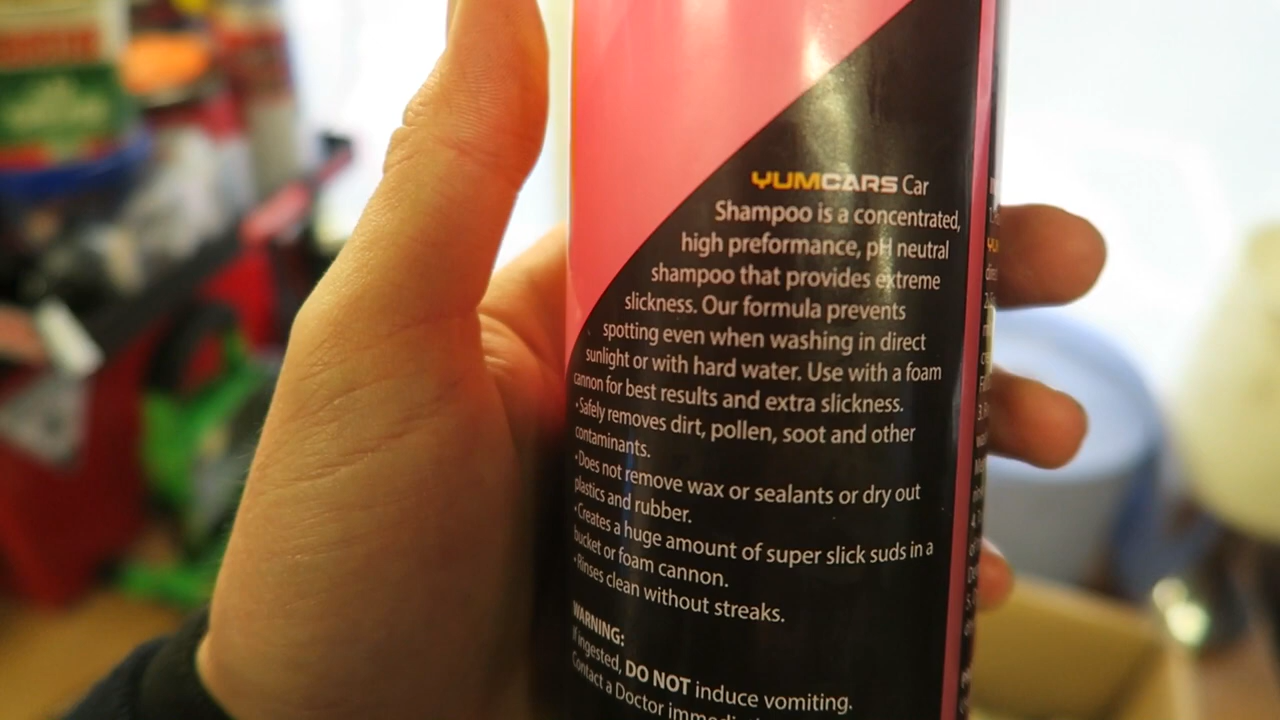 YUMCARS Car
Shampoo is a concentrated,
high preformance, pH neutral
shampoo that provides extreme
slickness. Our formula prevents
spotting even when washing in direct
sunlight or with hard water. Use with a foam
cannon for best results and extra slickness.
•Safely removes dirt, pollen, soot and other
contaminants.
•Does not remove wax or sealants or dry out
plastics and rubber.
•Creates a huge amount of super slick suds in a
bucket or foam cannon.
•Rinses clean without streaks.
WARNING:
If ingested, DO NOT induce vomiting.
Contact a Doctor